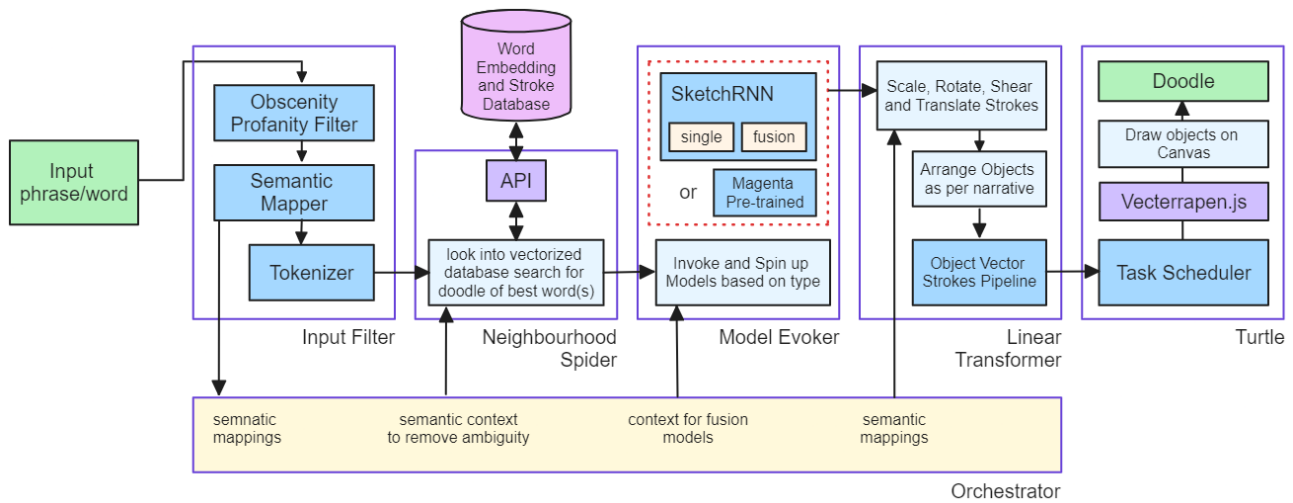 Input
phrase/word
Obscenity
Profanity Filter
Semantic
Mapper
Tokenizer
Input Filter
Word
Embedding
and Stroke
Database
API
look into vectorized
database search for
doodle of best word(s)
Neighbourhood
Spider
SketchRNN
single
fusion
or
Magenta
Pre-trained
Invoke and Spin up
Models based on type
Model Evoker
Scale, Rotate, Shear
and Translate Strokes
Arrange Objects
as per narrative
Object Vector
Strokes Pipeline
Linear
Transformer
Doodle
Draw objects on
Canvas
Vecterrapen.js
Task Scheduler
Turtle
semnatic
mappings
semantic context
to remove ambiguity
context for fusion
models
semantic
mappings
Orchestrator